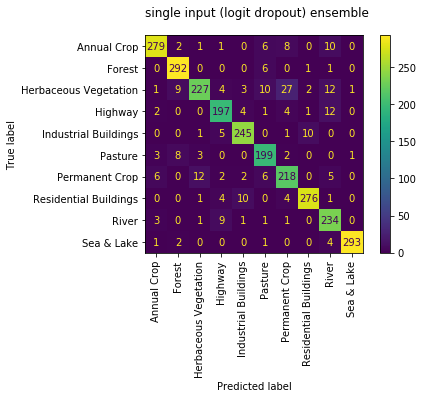 single input (logit dropout) ensemble
True label
Annual Crop 279 2 1 1 0 6 8 0 10 0
Forest 0 292 0 0 0 6 0 1 1 0
Herbaceous Vegetation 1 9 227 4 3 10 27 2 12 1
Highway 2 0 0 197 4 1 4 1 12 0
Industrial Buildings 0 0 1 5 245 0 1 10 0 0
Pasture 3 8 3 0 0 199 2 0 0 1
Permanent Crop 6 0 12 2 2 6 218 0 5 0
Residential Buildings 0 0 1 4 10 0 4 276 1 0
River 3 0 1 9 1 1 1 0 234 0
Sea & Lake 1 2 0 0 0 1 0 0 4 293
Annual Crop
Forest
Herbaceous Vegetation
Highway
Industrial Buildings
Pasture
Permanent Crop
Residential Buildings
River
Sea & Lake
Predicted label
250
200
150
100
50
0